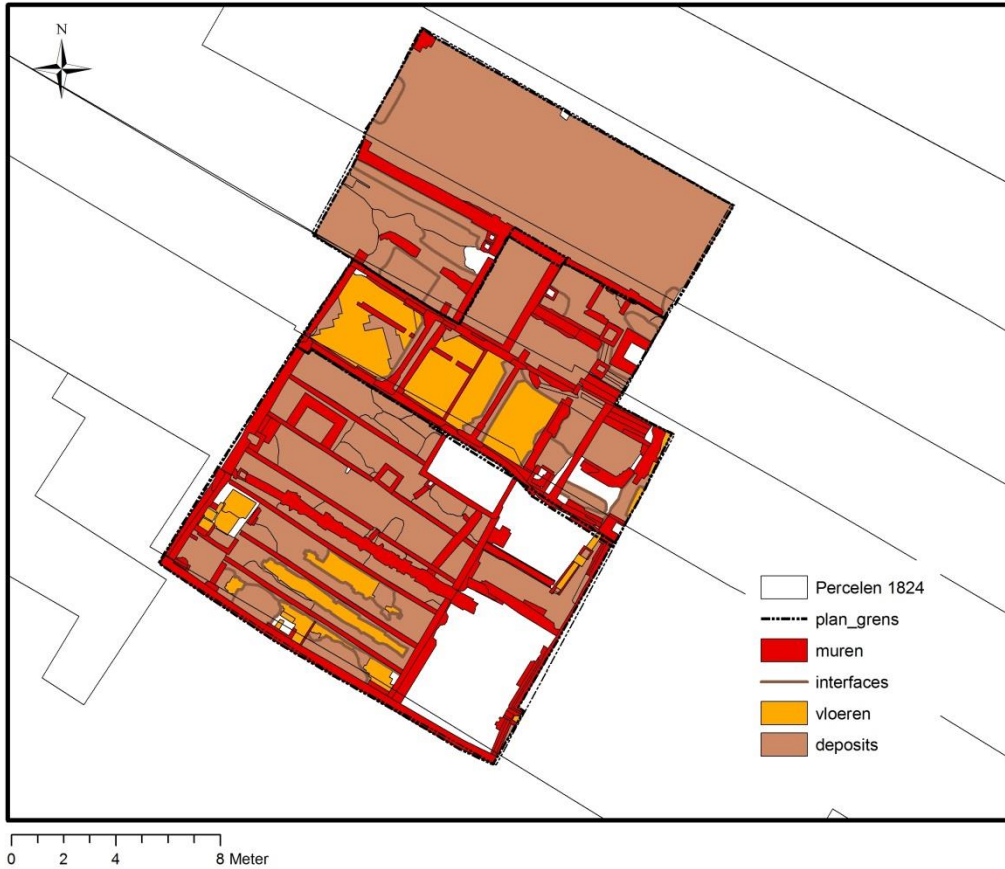 N
Percelen 1824
plan_grens
muren
interfaces
vloeren
deposits
0 2 4 8 Meter